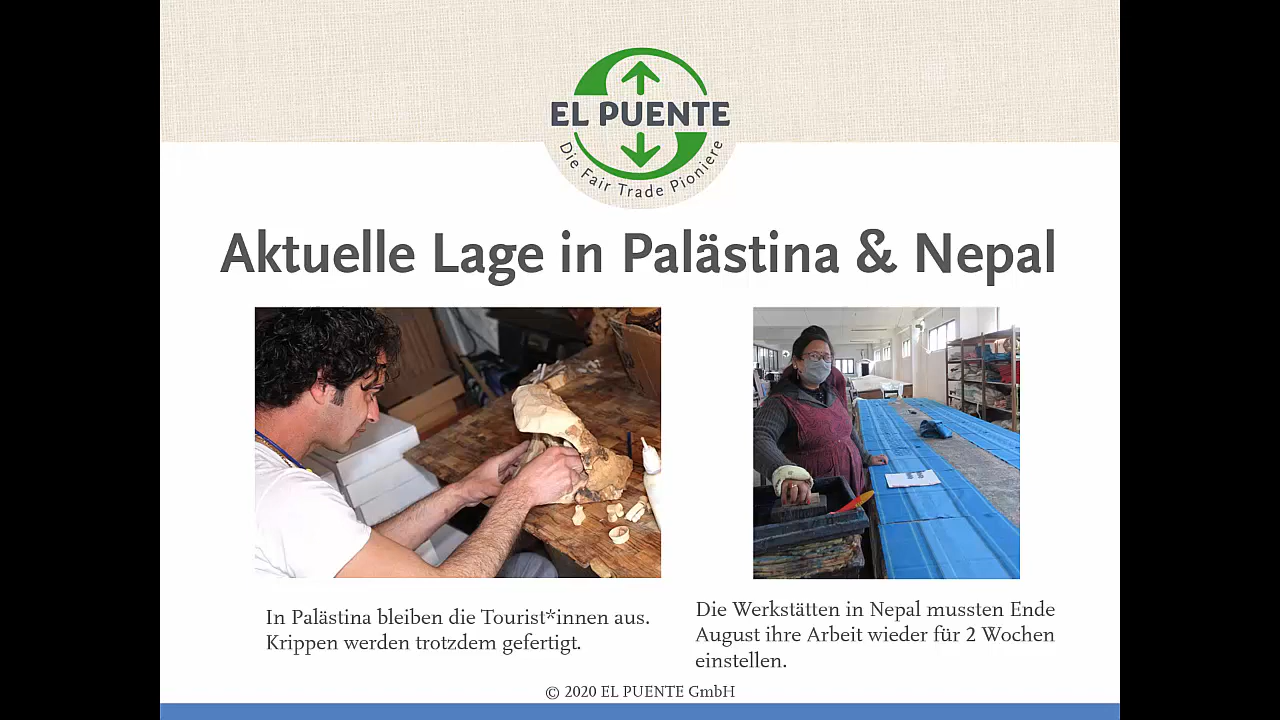 EL PUENTE
Die Fair Trade Pioniere
Aktuelle Lage in Palästina & Nepal
In Palästina bleiben die Tourist*innen aus.
Krippen werden trotzdem gefertigt.
Die Werkstätten in Nepal mussten Ende
August ihre Arbeit wieder für 2 Wochen
einstellen.
© 2020 EL PUENTE GmbH